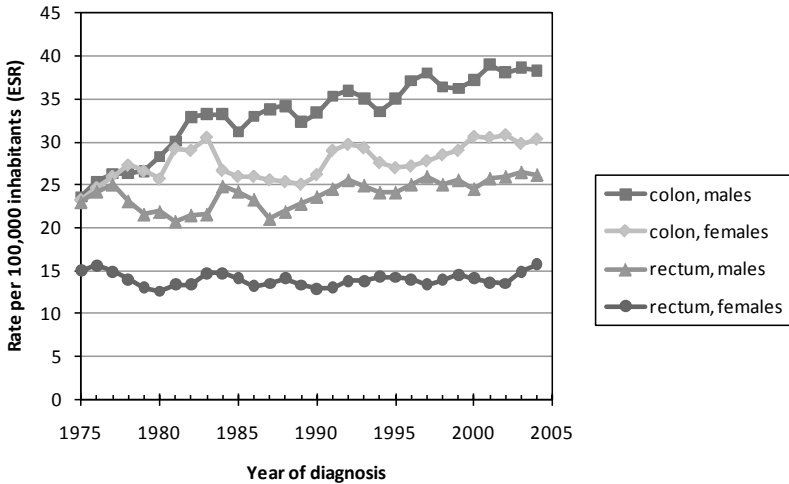 Rate per 100,000 inhabitants (ESR)
45
40
35
30
25
20
15
10
5
0
1975 1980 1985 1990 1995 2000 2005
Year of diagnosis
colon, males
colon, females
rectum, males
rectum, females